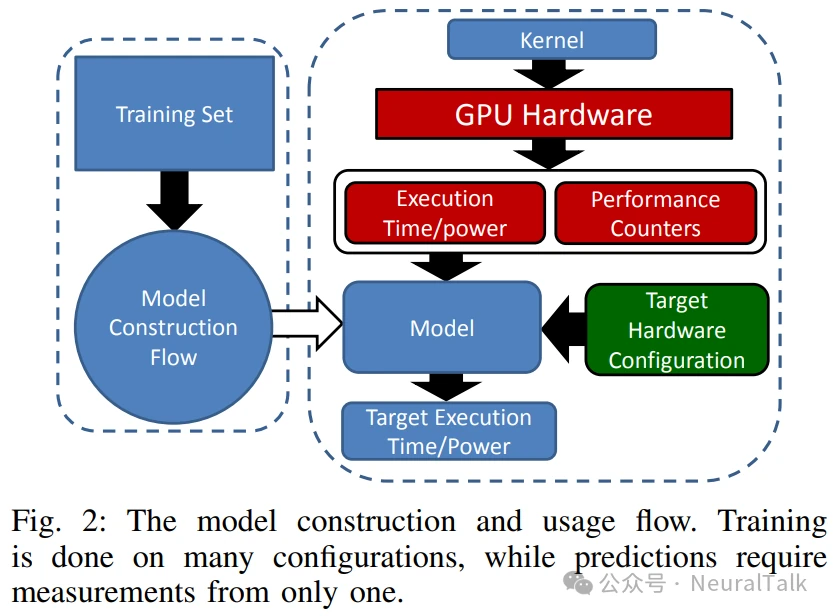 Kernel
Training Set
GPU Hardware
Execution
Time/power
Performance
Counters
Model
Construction
Flow
Model
Target
Hardware
Configuration
Target Execution
Time/Power
Fig. 2: The model construction and usage flow. Training
is done on many configurations, while predictions require
measurements from only one.
公众号 · NeuralTalk